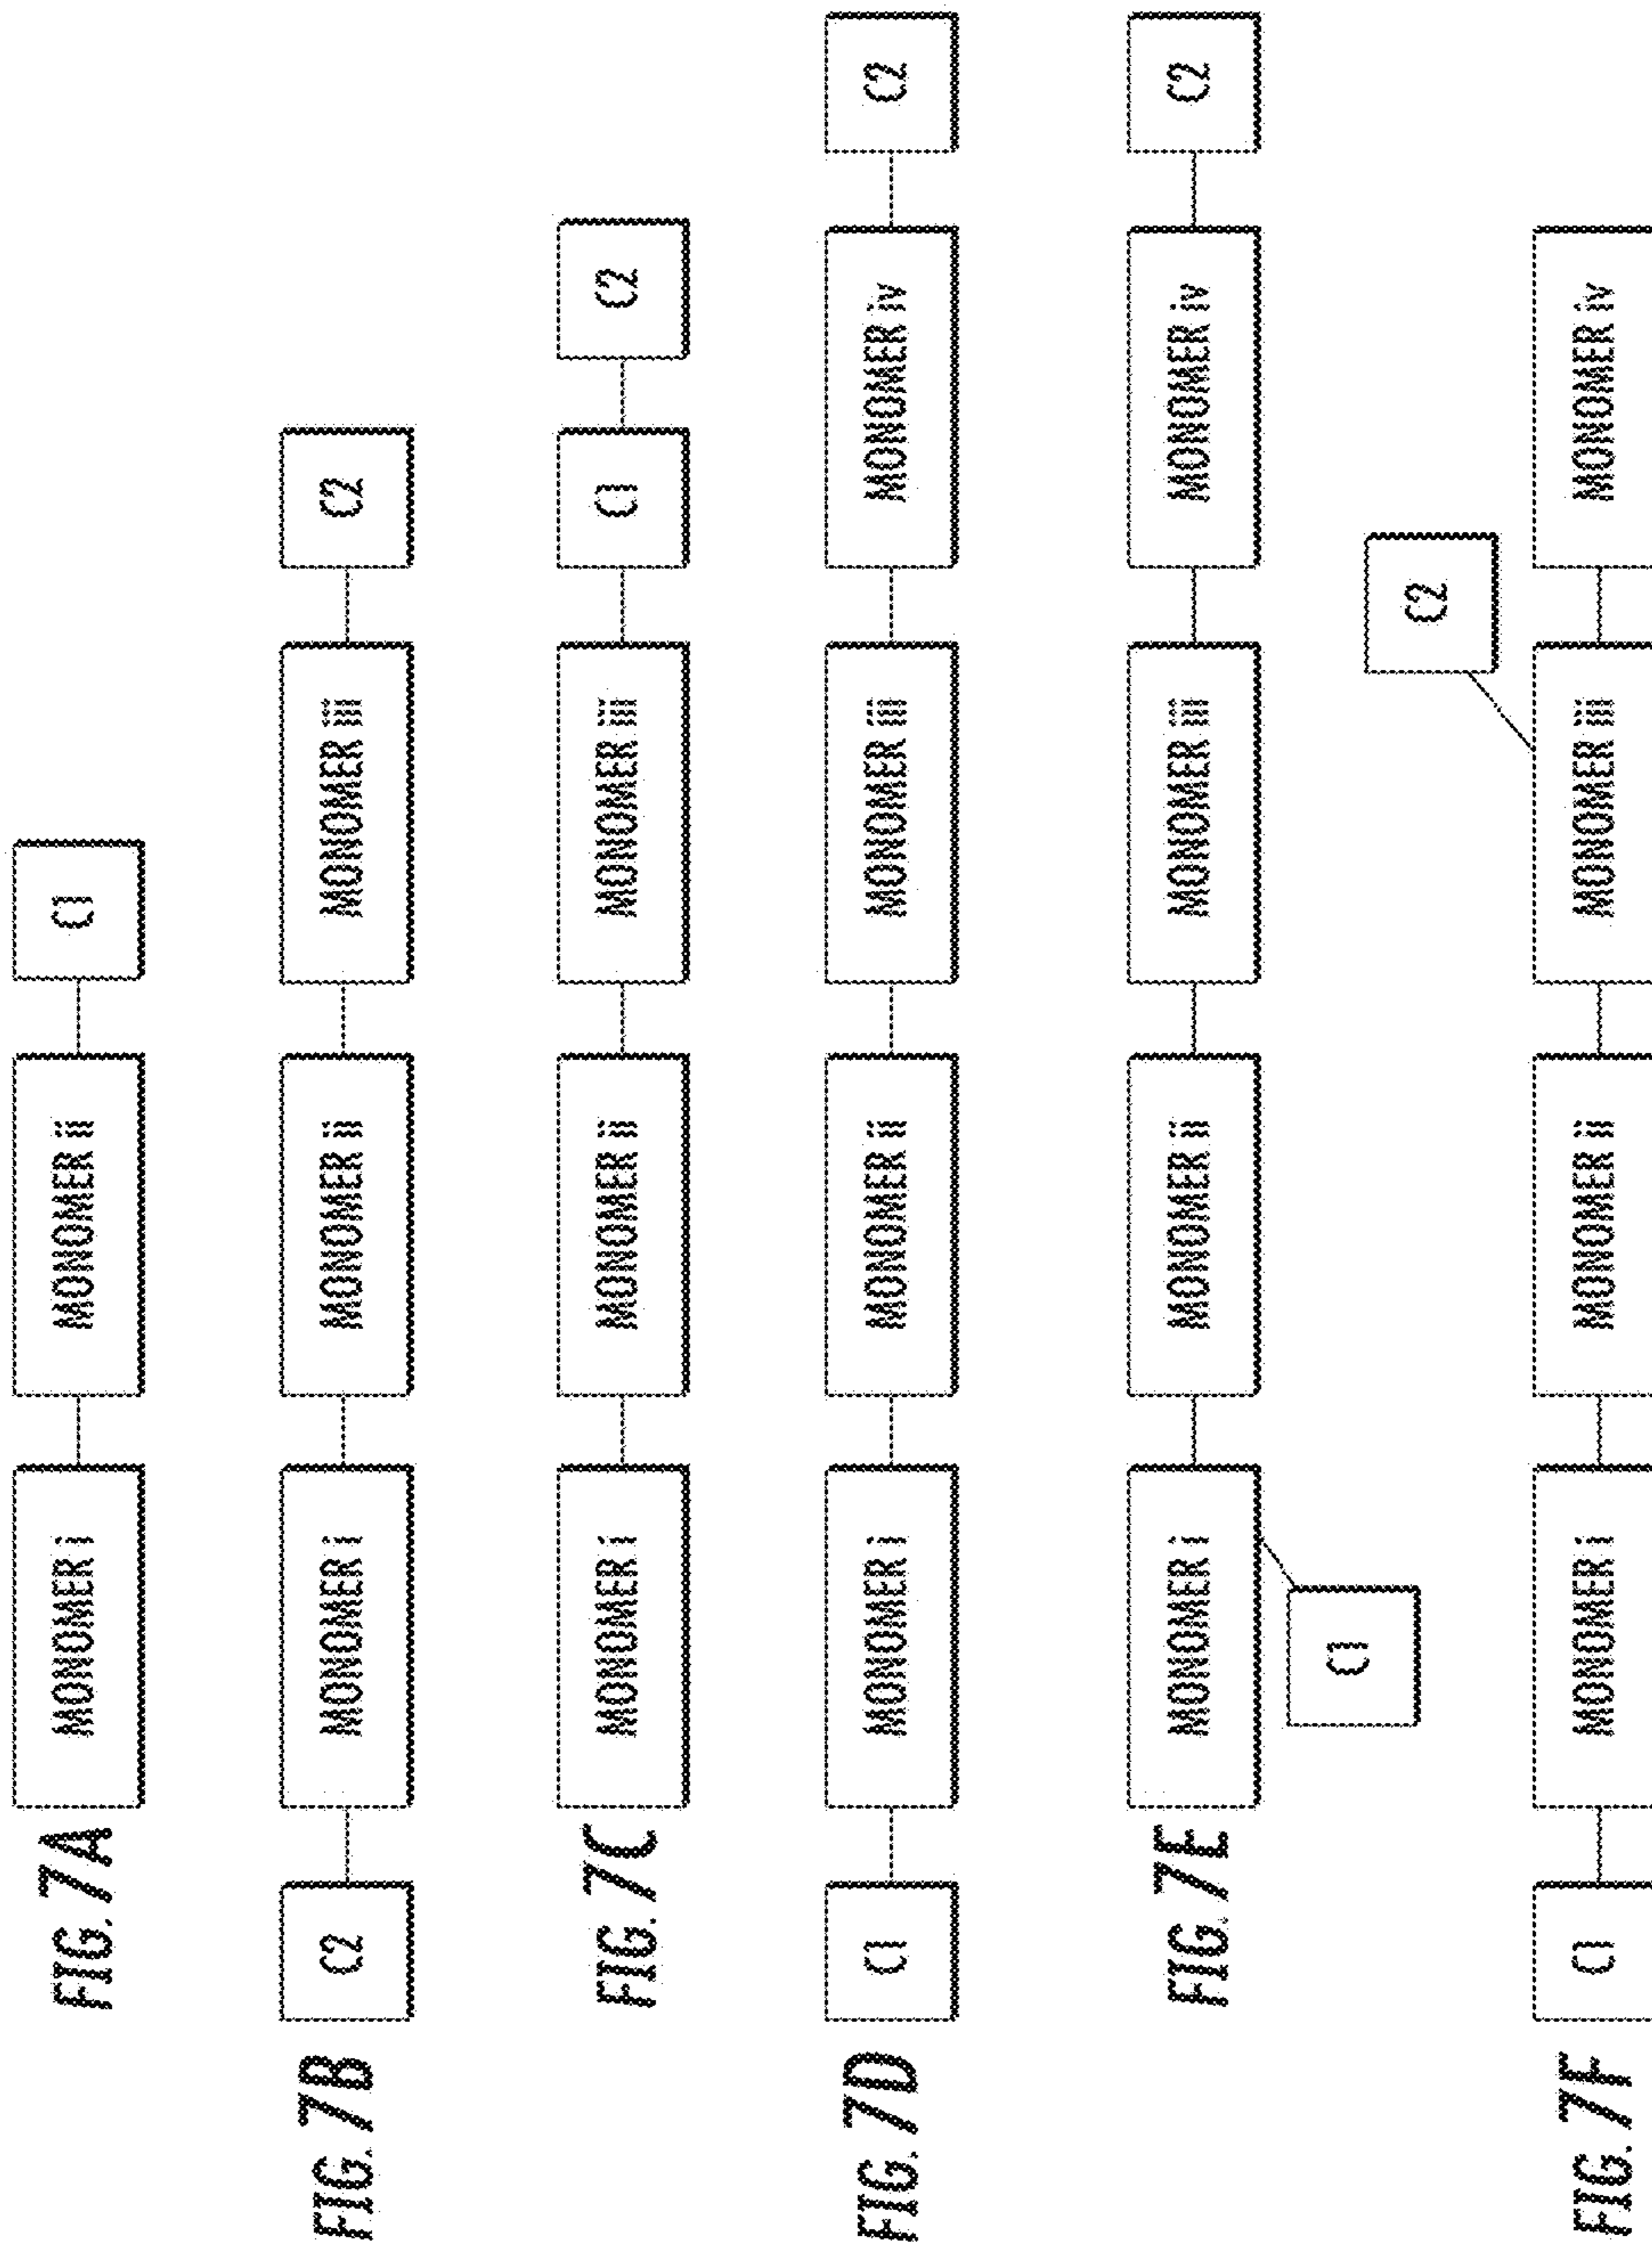 FIG. 7A
MONOMER i
MONOMER ii
C1
FIG. 7B
C2
MONOMER i
MONOMER ii
MONOMER iii
C2
FIG. 7C
MONOMER i
MONOMER ii
MONOMER iii
C1
C2
FIG. 7D
C1
MONOMER i
MONOMER ii
MONOMER iii
MONOMER iv
C2
FIG. 7E
MONOMER i
MONOMER ii
MONOMER iii
MONOMER iv
C2
C1
C2
FIG. 7F
C1
MONOMER i
MONOMER ii
MONOMER iii
MONOMER iv